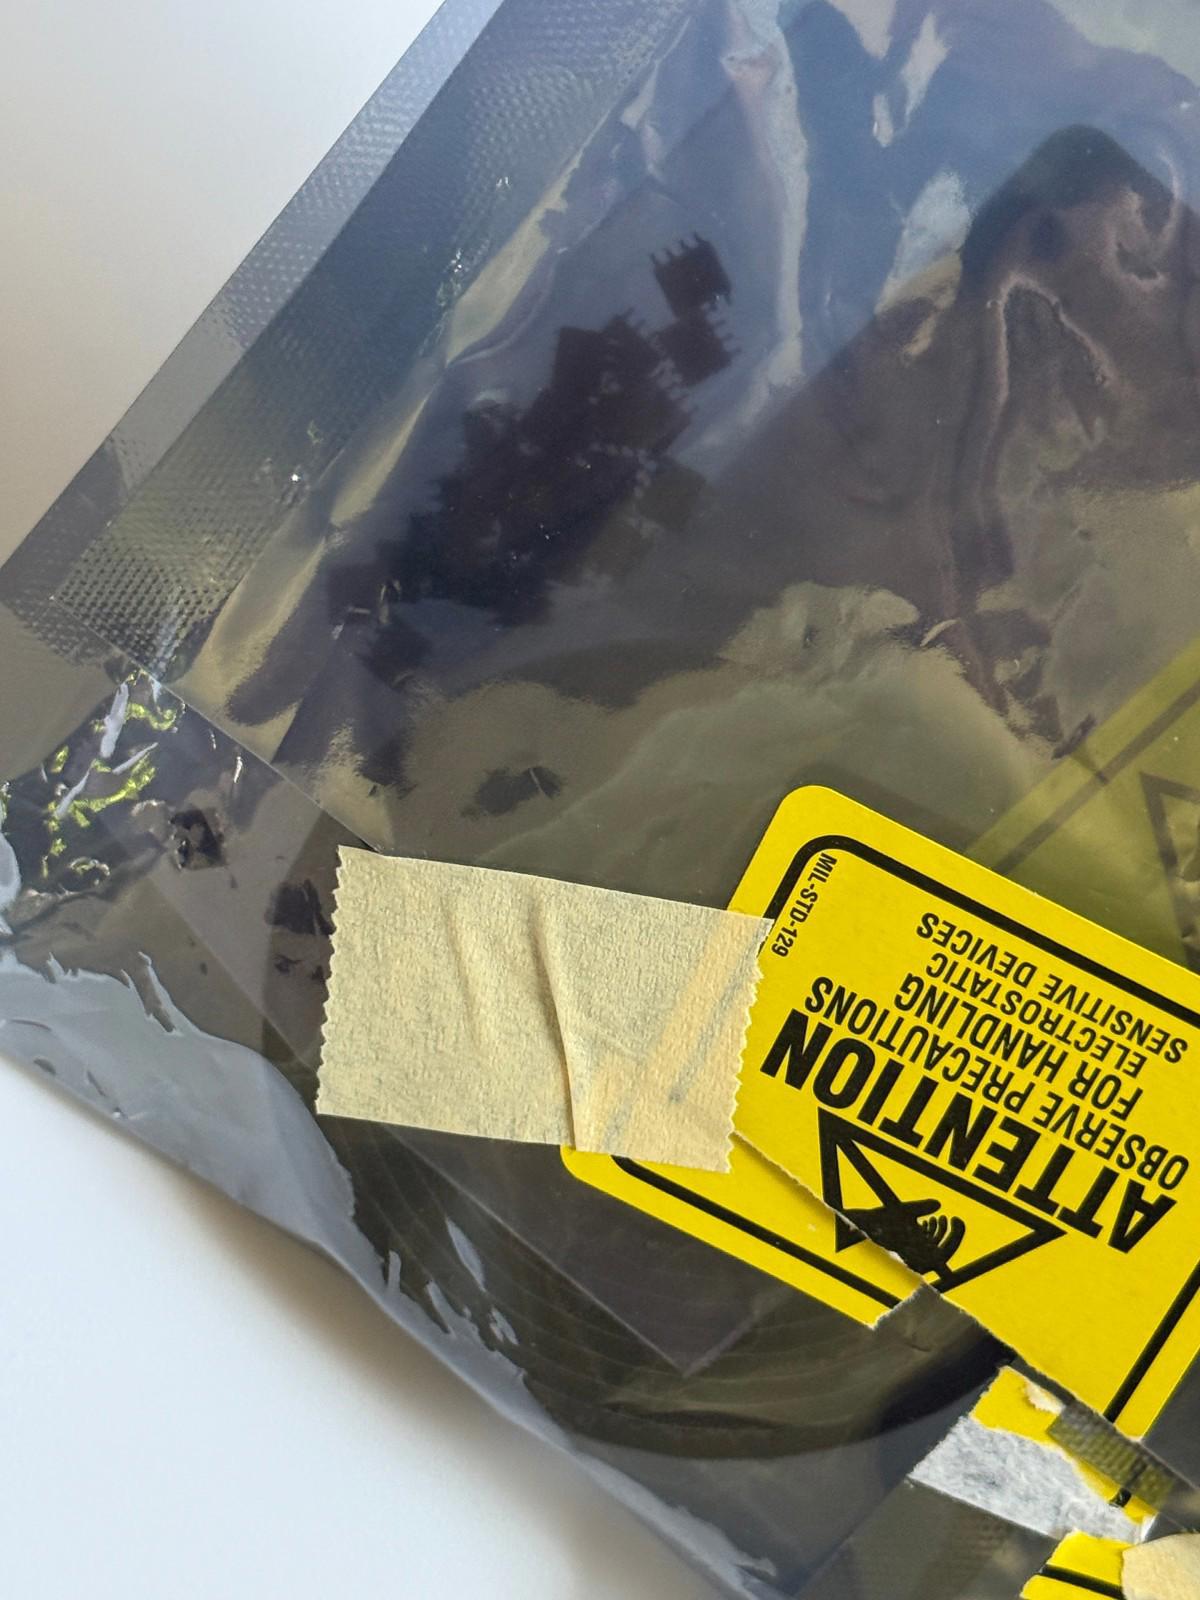 ATTENTION
OBSERVE PRECAUTIONS
FOR HANDLING
ELECTROSTATIC
SENSITIVE DEVICES
MIL-STD-129